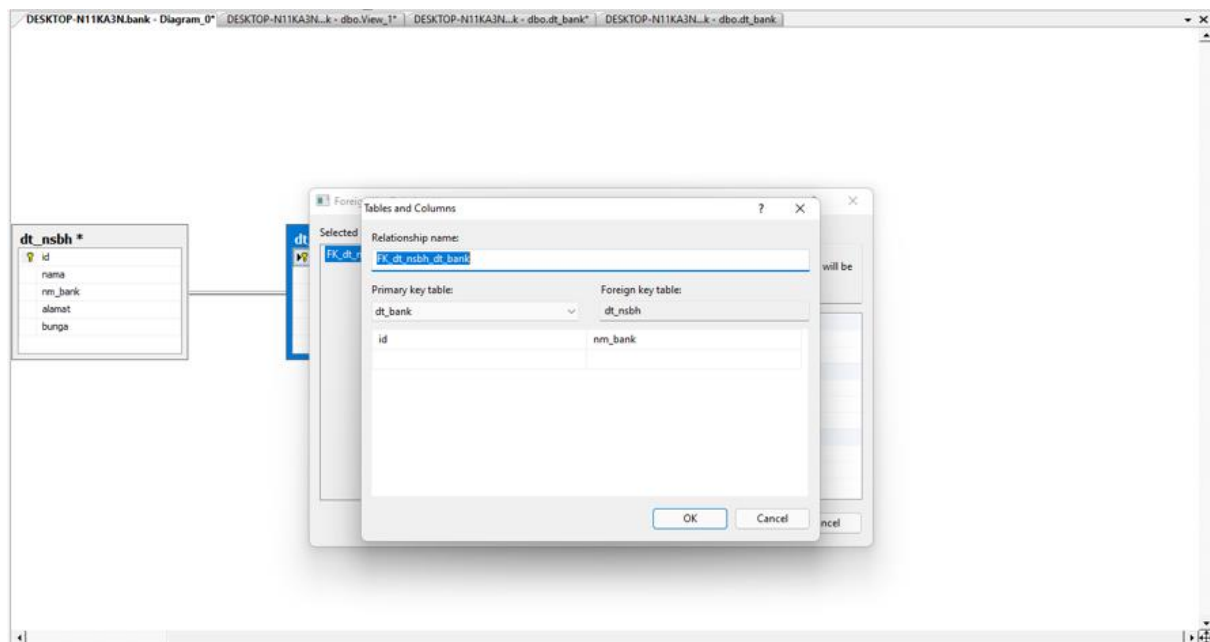 DESKTOP-N11KA3N.bank - Diagram_0* DESKTOP-N11KA3N...k - dbo.View_1* DESKTOP-N11KA3N...k - dbo.dt_bank* DESKTOP-N11KA3N...k - dbo.dt_bank
dt_nsbh *
id
nama
nm_bank
alamat
bunga
dt
Foreig
Selected
FK_dt_n
will be
Tables and Columns
?
Relationship name:
FK_dt_nsbh_dt_bank
Primary key table: Foreign key table:
dt_bank dt_nsbh
id nm_bank
OK Cancel
ncel